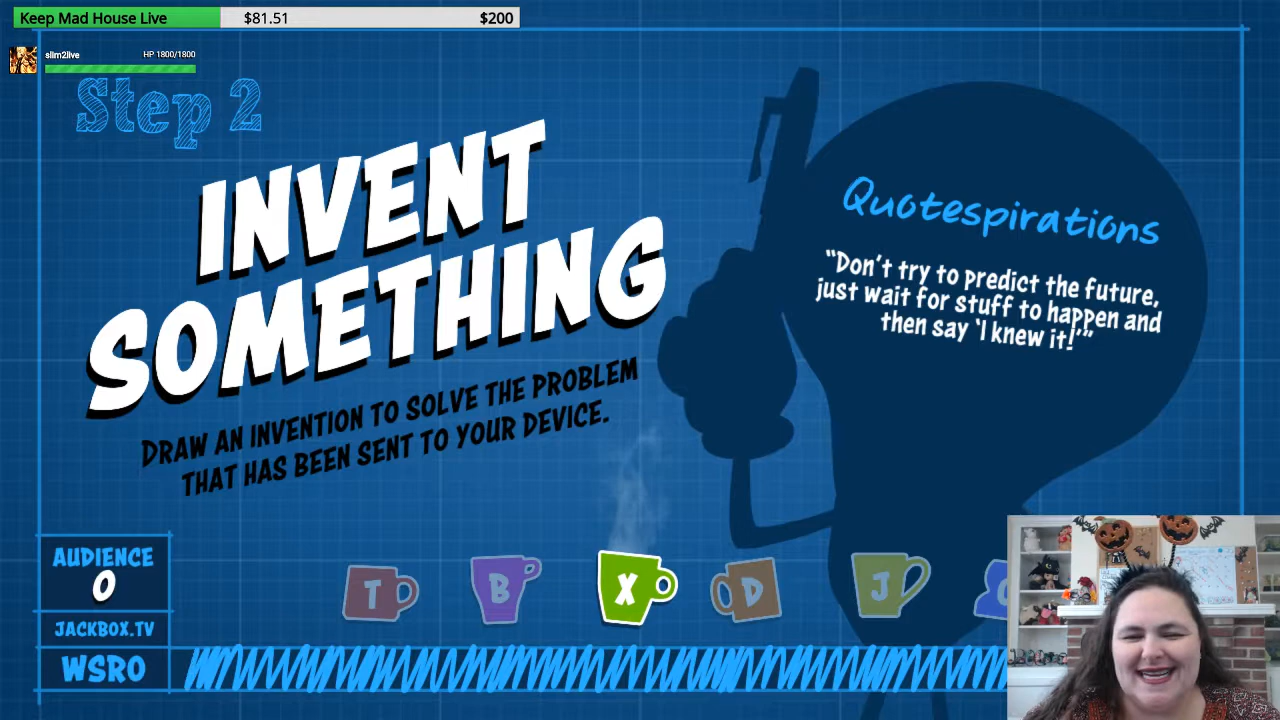 Keep Mad House Live $81.51 $200
slim2live HP 1800/1800
Step 2
INVENT
SOMETHING
DRAW AN INVENTION TO SOLVE THE PROBLEM
THAT HAS BEEN SENT TO YOUR DEVICE.
Quotespirations
“Don't try to predict the future,
just wait for stuff to happen and
then say ‘I knew it!’”
AUDIENCE
0
JACKBOX.TV
WSRO
T B X D J